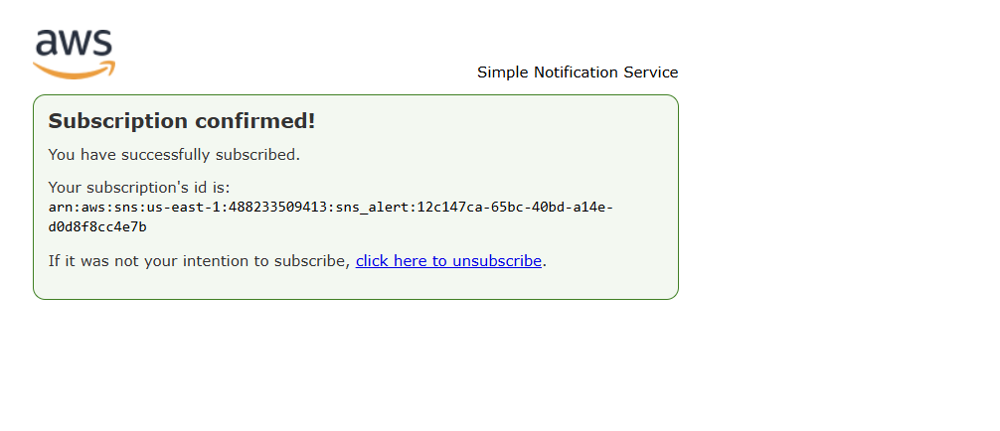 aws
Simple Notification Service
Subscription confirmed!
You have successfully subscribed.
Your subscription's id is:
arn:aws:sns:us-east-1:488233509413:sns_alert:12c147ca-65bc-40bd-a14e-
d0d8f8cc4e7b
If it was not your intention to subscribe, click here to unsubscribe.